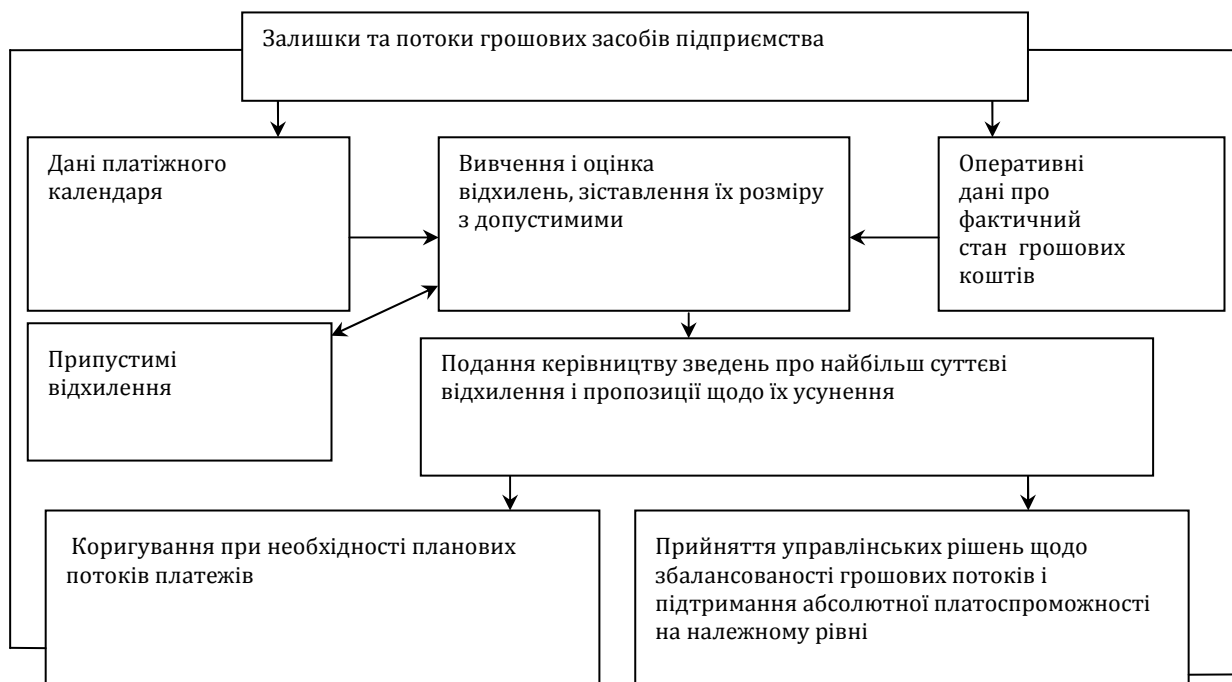 Залишки та потоки грошових засобів підприємства
Дані платіжного
календаря
Вивчення і оцінка
відхилень, зіставлення їх розміру
з допустимими
Оперативні
дані про
фактичний
стан грошових
коштів
Припустимі
відхилення
Подання керівництву зведень про найбільш суттєві
відхилення і пропозиції щодо їх усунення
Коригування при необхідності планових
потоків платежів
Прийняття управлінських рішень щодо
збалансованості грошових потоків і
підтримання абсолютної платоспроможності
на належному рівні